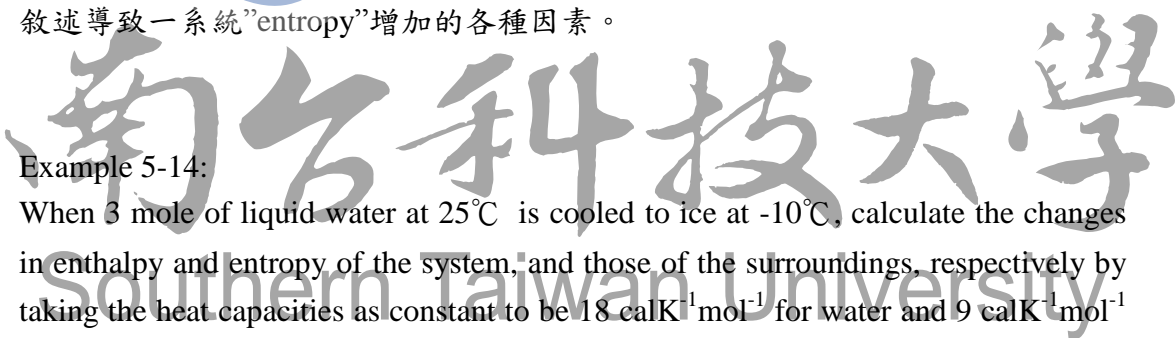 敘述導致一系統”entropy”增加的各種因素。
南台科技大學
Example 5-14:
When 3 mole of liquid water at 25℃ is cooled to ice at -10℃, calculate the changes
in enthalpy and entropy of the system, and those of the surroundings, respectively by
Southern Taiwan University
taking the heat capacities as constant to be 18 calK-1mol-1 for water and 9 calK-1mol-1